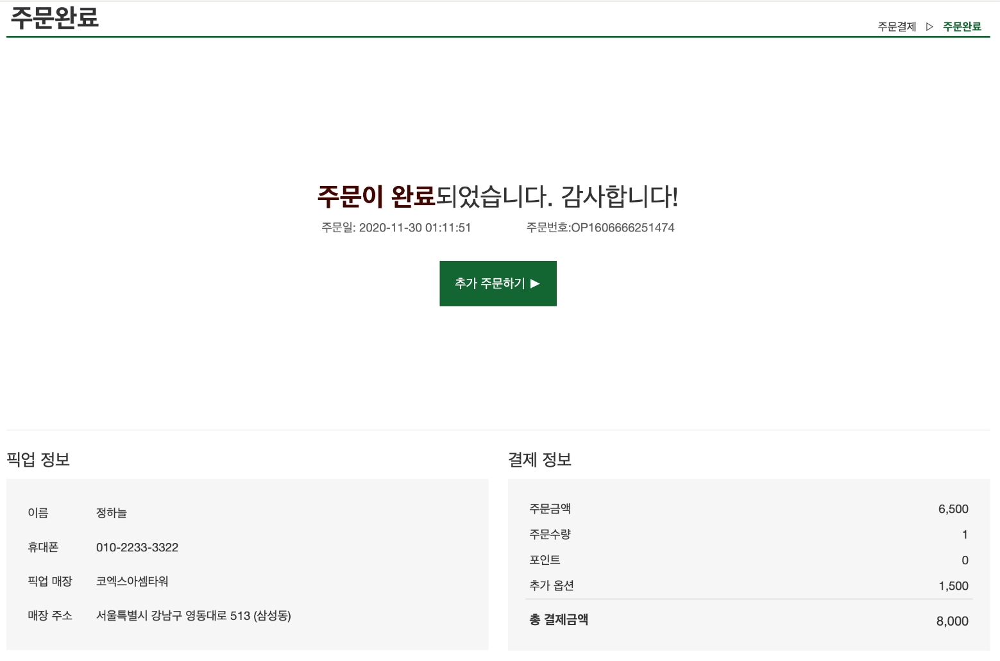 주문완료
주문결제 ▷ 주문완료
주문이 완료되었습니다. 감사합니다!
주문일: 2020-11-30 01:11:51 주문번호:OP1606666251474
추가 주문하기 ▶
픽업 정보
이름 정하늘
휴대폰 010-2233-3322
픽업 매장 코엑스아셈타워
매장 주소 서울특별시 강남구 영동대로 513 (삼성동)
결제 정보
주문금액 6,500
주문수량 1
포인트 0
추가 옵션 1,500
총 결제금액 8,000